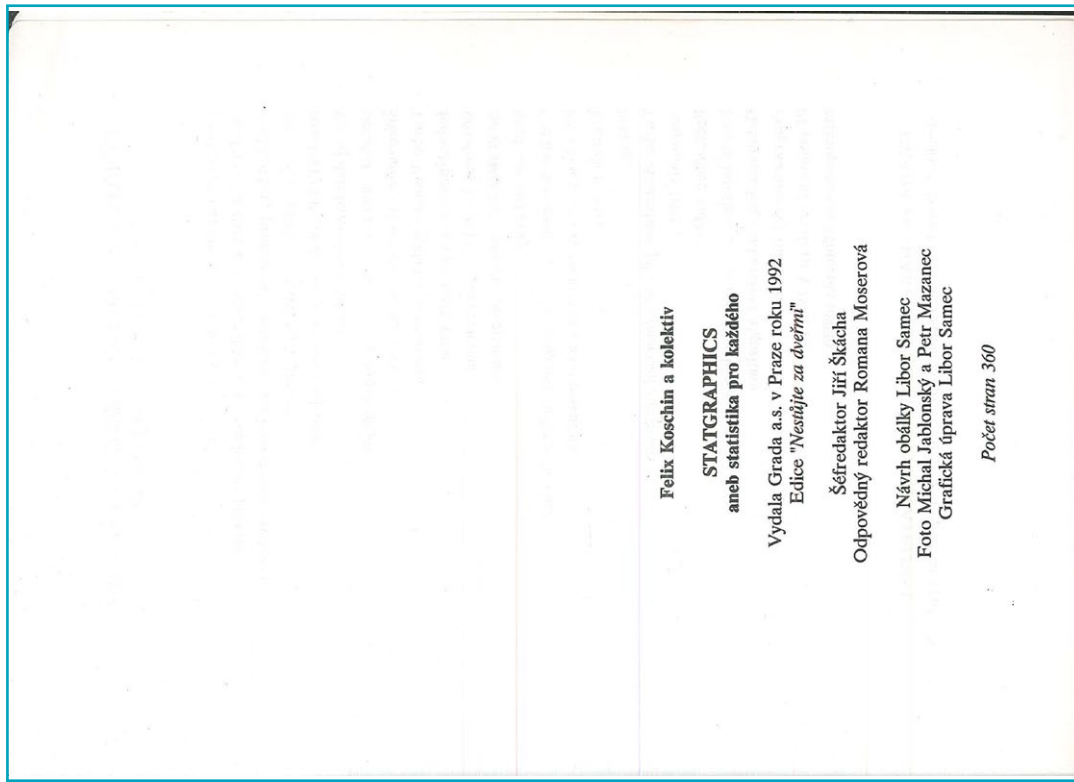 Felix Koschin a kolektiv
STATGRAPHICS
aneb statistika pro každého
Vydala Grada a.s. v Praze roku 1992
Edice "Nestůjte za dveřmi"
Šéfredaktor Jiří Škácha
Odpovědný redaktor Romana Moserová
Návrh obálky Libor Samec
Foto Michal Jablonský a Petr Mazanec
Grafická úprava Libor Samec
Počet stran 360